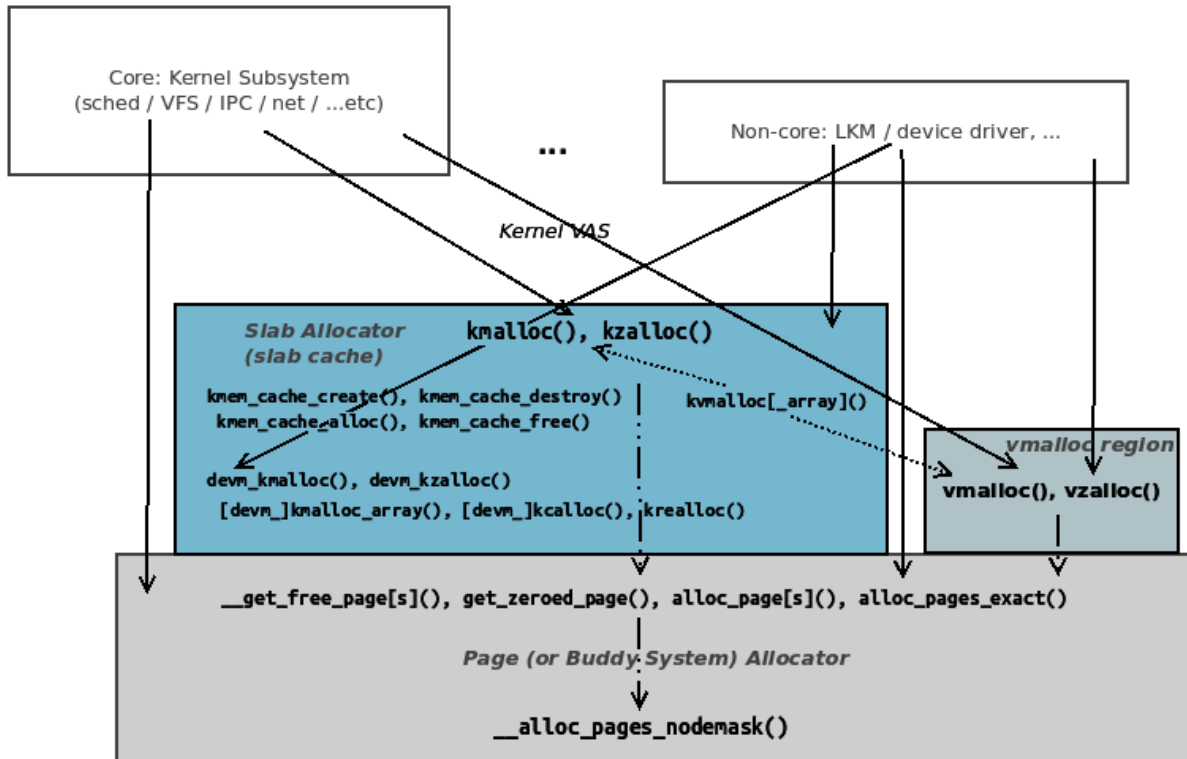 Core: Kernel Subsystem
(sched / VFS / IPC / net / ...etc)
...
Non-core: LKM / device driver, ...
Kernel VAS
Slab Allocator
(slab cache)
kmalloc(), kzalloc()
kmem_cache_create(), kmem_cache_destroy()
kmem_cache_alloc(), kmem_cache_free()
kvmalloc[_array]()
devm_kmalloc(), devm_kzalloc()
[devm_]kmalloc_array(), [devm_]kcalloc(), krealloc()
vmalloc region
vmalloc(), vzalloc()
__get_free_page[s](), get_zeroed_page(), alloc_page[s](), alloc_pages_exact()
Page (or Buddy System) Allocator
__alloc_pages_nodemask()